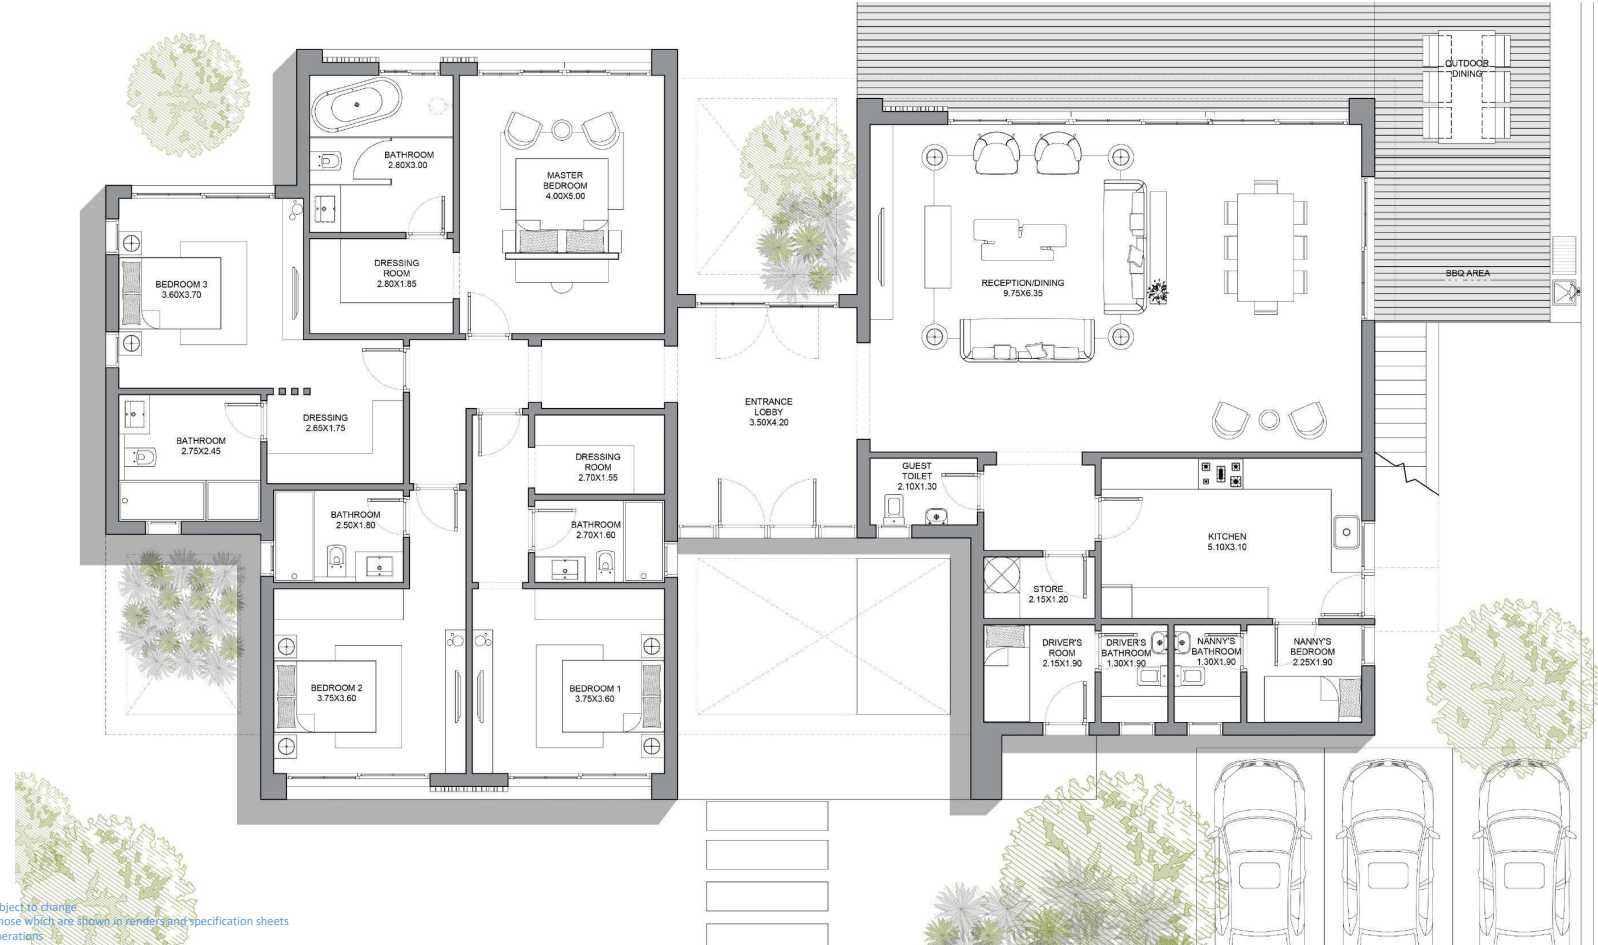 OUTDOOR
DINING
BATHROOM
2.80X3.00
MASTER
BEDROOM
4.00X5.00
DRESSING
ROOM
2.80X1.85
BEDROOM 3
3.60X3.70
RECEPTION/DINING
9.75X6.35
BBQ AREA
ENTRANCE
LOBBY
3.50X4.20
DRESSING
2.65X1.75
BATHROOM
2.75X2.45
DRESSING
ROOM
2.70X1.55
GUEST
TOILET
2.10X1.30
BATHROOM
2.50X1.80
BATHROOM
2.70X1.60
KITCHEN
5.10X3.10
STORE
2.15X1.20
DRIVER'S
ROOM
2.15X1.90
DRIVER'S
BATHROOM
1.30X1.90
NANNY'S
BATHROOM
1.30X1.90
NANNY'S
BEDROOM
2.25X1.90
BEDROOM 2
3.75X3.60
BEDROOM 1
3.75X3.60
to change
which are shown in renders and specification sheets